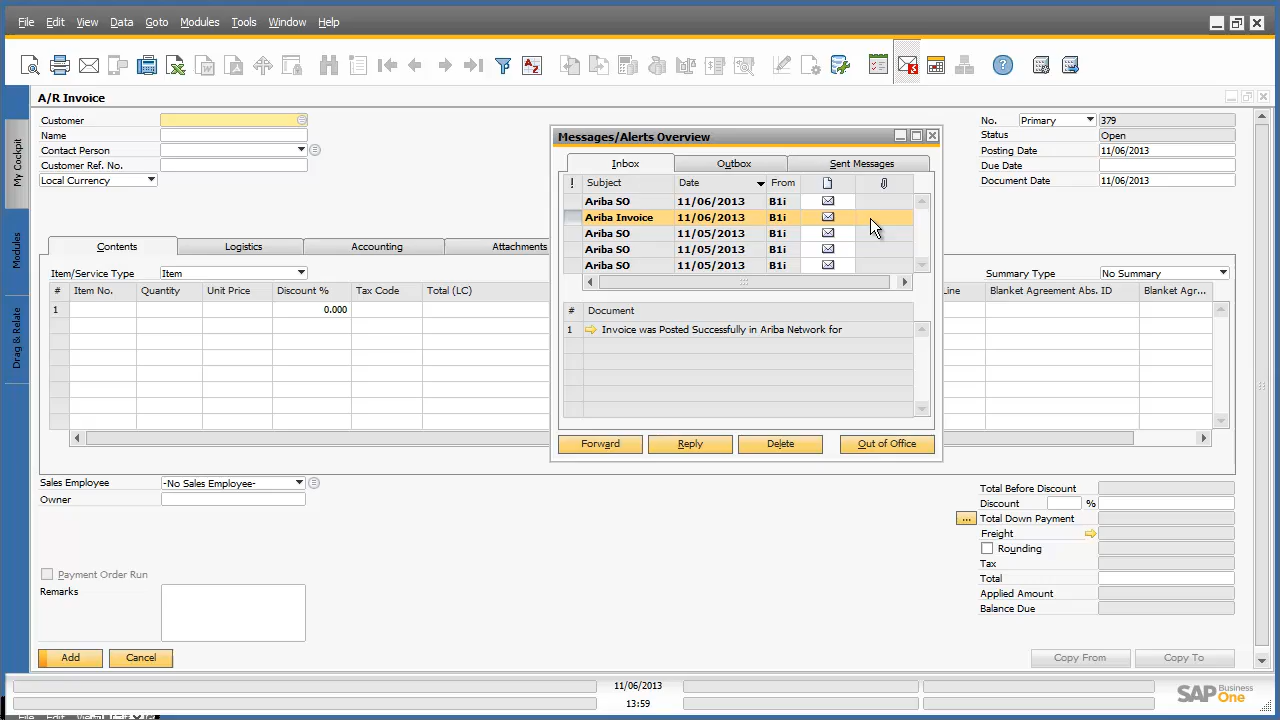 File Edit View Data Goto Modules Tools Window Help
A/R Invoice
Customer
Name
Contact Person
Customer Ref. No.
Local Currency
No. Primary 379
Status Open
Posting Date 11/06/2013
Due Date
Document Date 11/06/2013
My Cockpit
Modules
Drag & Relate
Contents Logistics Accounting Attachments
Item/Service Type Item
Summary Type No Summary
# Item No. Quantity Unit Price Discount % Tax Code Total (LC) Line Blanket Agreement Abs. ID Blanket Agr...
1 0.000
Messages/Alerts Overview
Inbox Outbox Sent Messages
! Subject Date From
Ariba SO 11/06/2013 B1i
Ariba Invoice 11/06/2013 B1i
Ariba SO 11/05/2013 B1i
Ariba SO 11/05/2013 B1i
Ariba SO 11/05/2013 B1i
# Document
1 Invoice was Posted Successfully in Ariba Network for
Forward Reply Delete Out of Office
Sales Employee -No Sales Employee-
Owner
Payment Order Run
Remarks
Total Before Discount
Discount %
... Total Down Payment
Freight
Rounding
Tax
Total
Applied Amount
Balance Due
Add Cancel Copy From Copy To
11/06/2013
13:59
SAP Business One
File Edit View